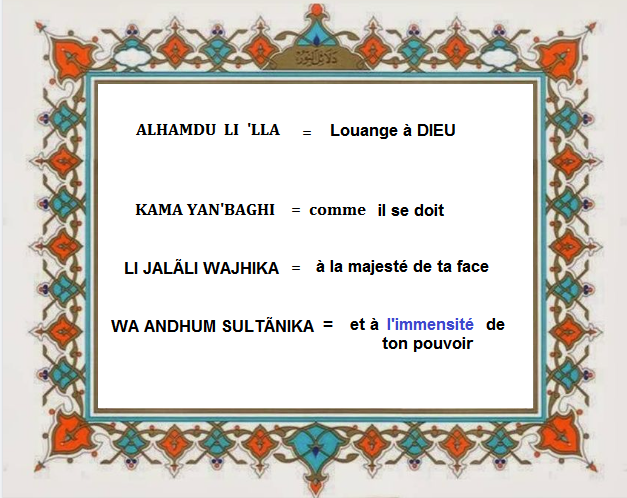 ALHAMDU LI 'LLA = Louange à DIEU
KAMA YAN'BAGHI = comme il se doit
LI JALÃLI WAJHIKA = à la majesté de ta face
WA ANDHUM SULTÃNIKA = et à l'immensité de
ton pouvoir